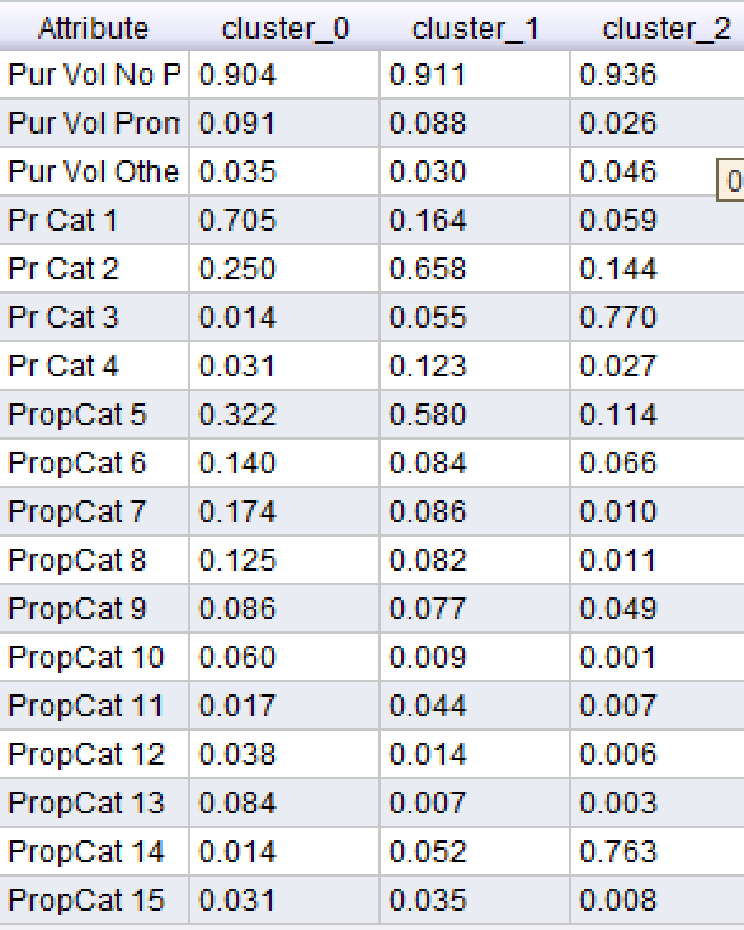 Attribute cluster_0 cluster_1 cluster_2
Pur Vol No P 0.904 0.911 0.936
Pur Vol Prom 0.091 0.088 0.026
Pur Vol Othe 0.035 0.030 0.046
0
Pr Cat 1 0.705 0.164 0.059
Pr Cat 2 0.250 0.658 0.144
Pr Cat 3 0.014 0.055 0.770
Pr Cat 4 0.031 0.123 0.027
PropCat 5 0.322 0.580 0.114
PropCat 6 0.140 0.084 0.066
PropCat 7 0.174 0.086 0.010
PropCat 8 0.125 0.082 0.011
PropCat 9 0.086 0.077 0.049
PropCat 10 0.060 0.009 0.001
PropCat 11 0.017 0.044 0.007
PropCat 12 0.038 0.014 0.006
PropCat 13 0.084 0.007 0.003
PropCat 14 0.014 0.052 0.763
PropCat 15 0.031 0.035 0.008